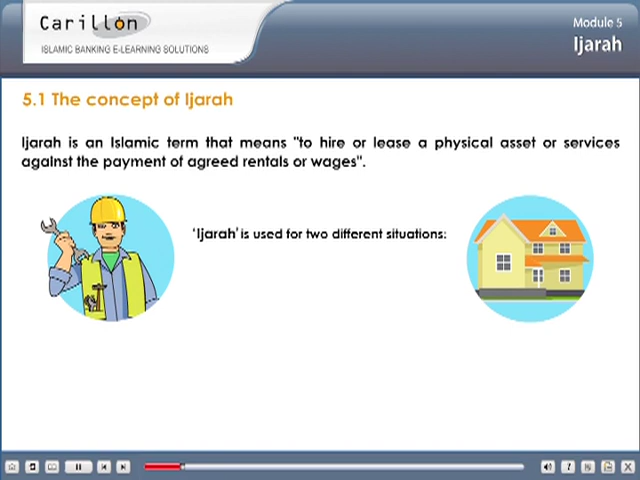 Carillon
ISLAMIC BANKING E-LEARNING SOLUTIONS
Module 5
Ijarah
5.1 The concept of Ijarah
Ijarah is an Islamic term that means "to hire or lease a physical asset or services
against the payment of agreed rentals or wages".
'Ijarah' is used for two different situations: